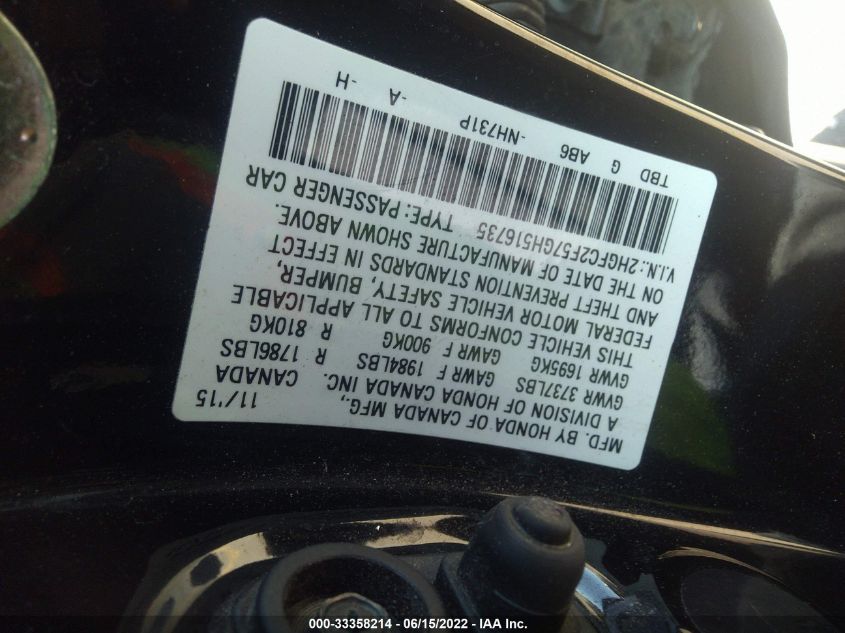 MFD. BY HONDA OF CANADA MFG., 11/'15
A DIVISION OF HONDA CANADA INC. CANADA
GVWR 3737LBS GAWR F 1984LBS R 1786LBS
GVWR 1695KG GAWR F 900KG R 810KG
THIS VEHICLE CONFORMS TO ALL APPLICABLE
FEDERAL MOTOR VEHICLE SAFETY, BUMPER,
AND THEFT PREVENTION STANDARDS IN EFFECT
ON THE DATE OF MANUFACTURE SHOWN ABOVE.
V.I.N.: 2HGFC2F57GH516735 TYPE: PASSENGER CAR
TBD G AB6 -NH731P -A -H
000-33358214 - 06/15/2022 - IAA Inc.